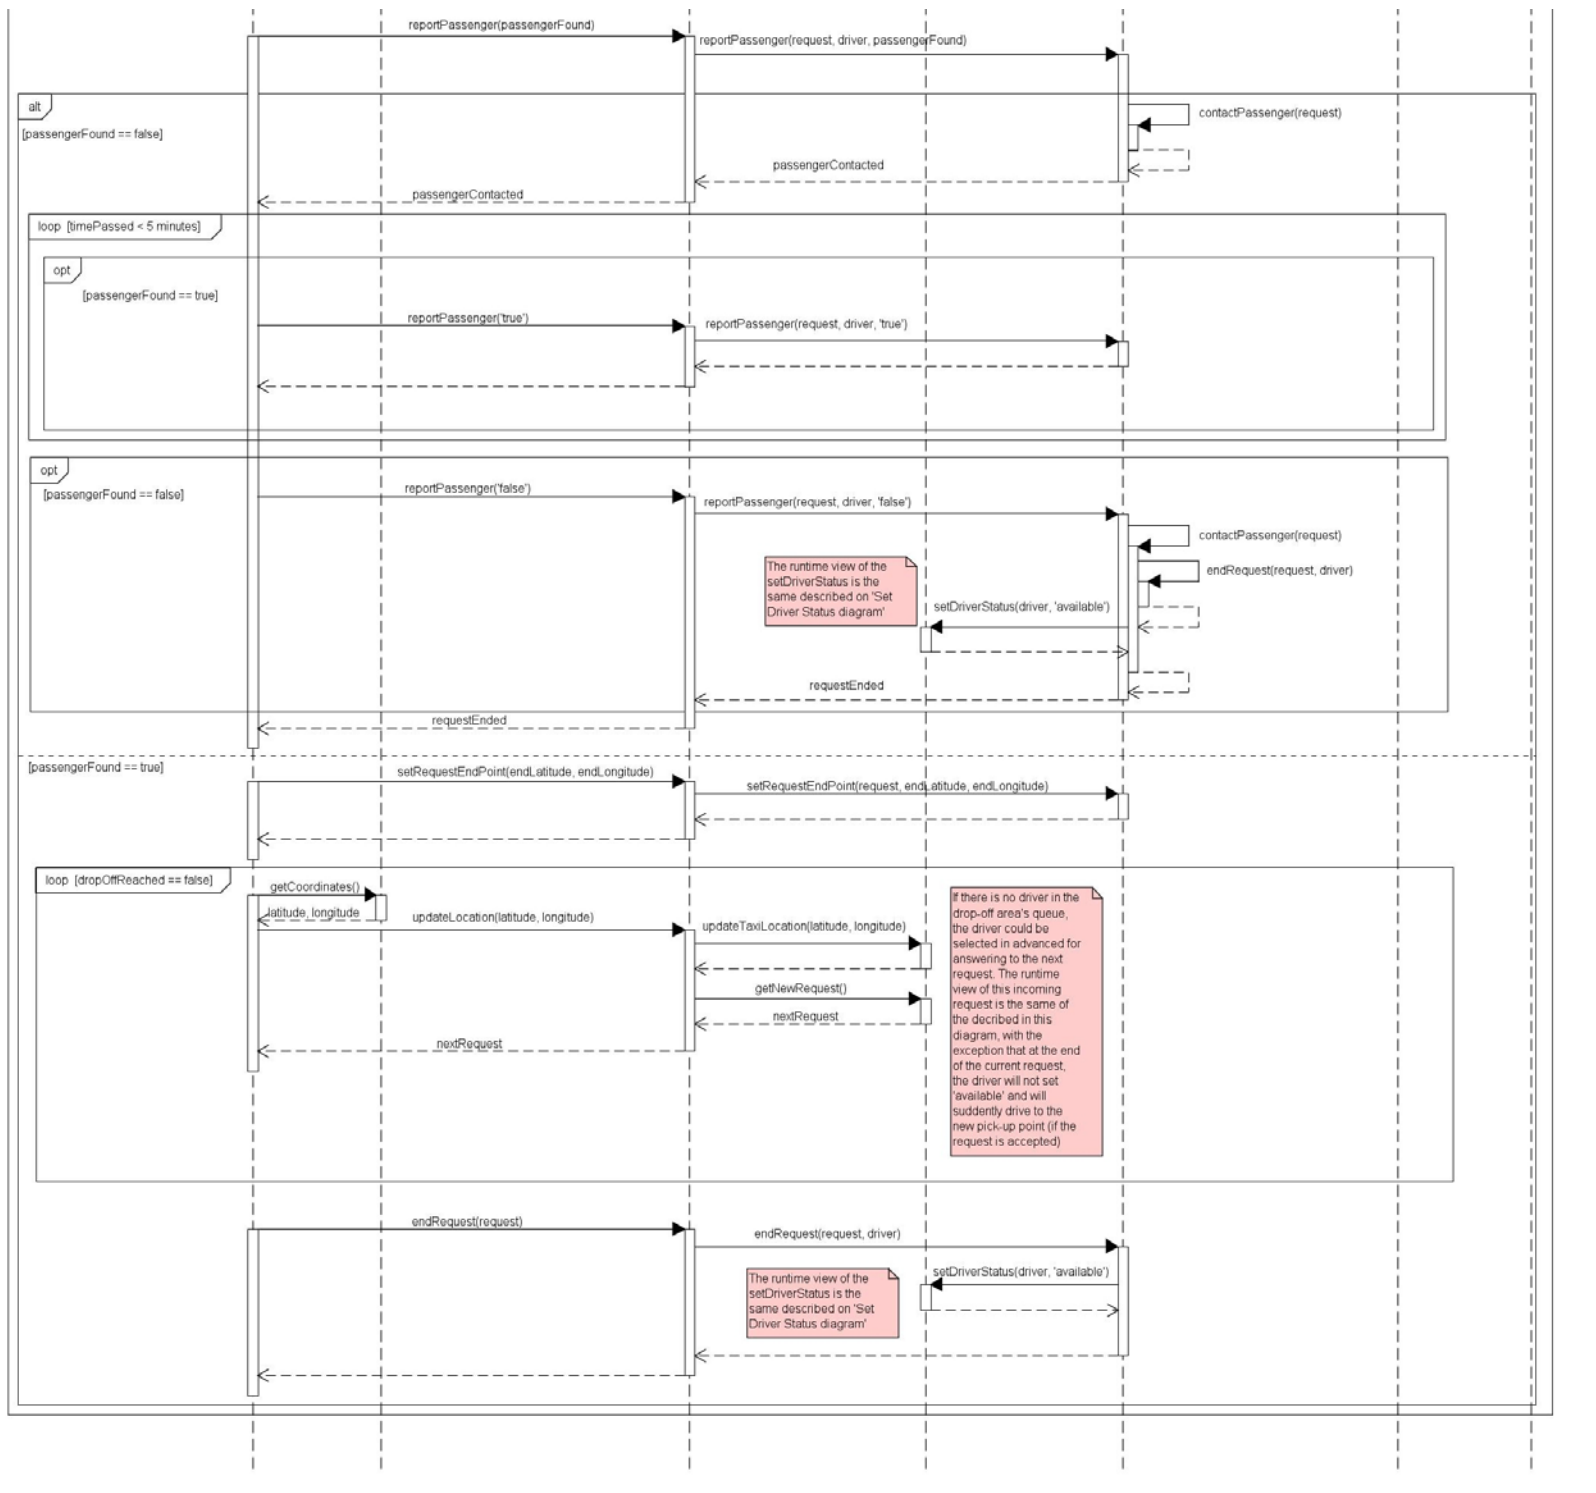 reportPassenger(passengerFound)
reportPassenger(request, driver, passengerFound)
alt
contactPassenger(request)
[passengerFound == false]
passengerContacted
passengerContacted
loop [timePassed < 5 minutes]
opt
[passengerFound == true]
reportPassenger('true')
reportPassenger(request, driver, 'true')
opt
[passengerFound == false]
reportPassenger('false')
reportPassenger(request, driver, 'false')
contactPassenger(request)
endRequest(request, driver)
The runtime view of the
setDriverStatus is the
same described on 'Set
Driver Status diagram'
setDriverStatus(driver, 'available')
requestEnded
requestEnded
[passengerFound == true]
setRequestEndPoint(endLatitude, endLongitude)
setRequestEndPoint(request, endLatitude, endLongitude)
loop [dropOffReached == false]
getCoordinates()
latitude, longitude
updateLocation(latitude, longitude)
updateTaxiLocation(latitude, longitude)
getNewRequest()
nextRequest
nextRequest
If there is no driver in the
drop-off area's queue,
the driver could be
selected in advanced for
answering to the next
request. The runtime
view of this incoming
request is the same of
the decribed in this
diagram, with the
exception that at the end
of the current request,
the driver will not set
'available' and will
suddently drive to the
new pick-up point (if the
request is accepted)
endRequest(request)
endRequest(request, driver)
setDriverStatus(driver, 'available')
The runtime view of the
setDriverStatus is the
same described on 'Set
Driver Status diagram'